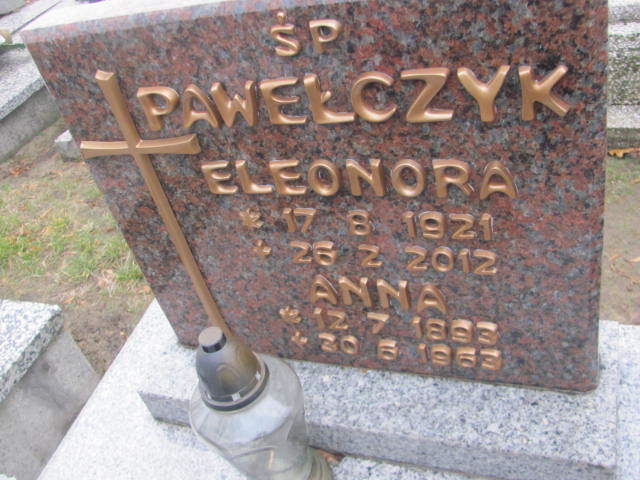 ŚP
PAWEŁCZYK
ELEONORA
* 17 8 1921
+ 26 2 2012
ANNA
* 12 7 1893
+ 30 6 1963